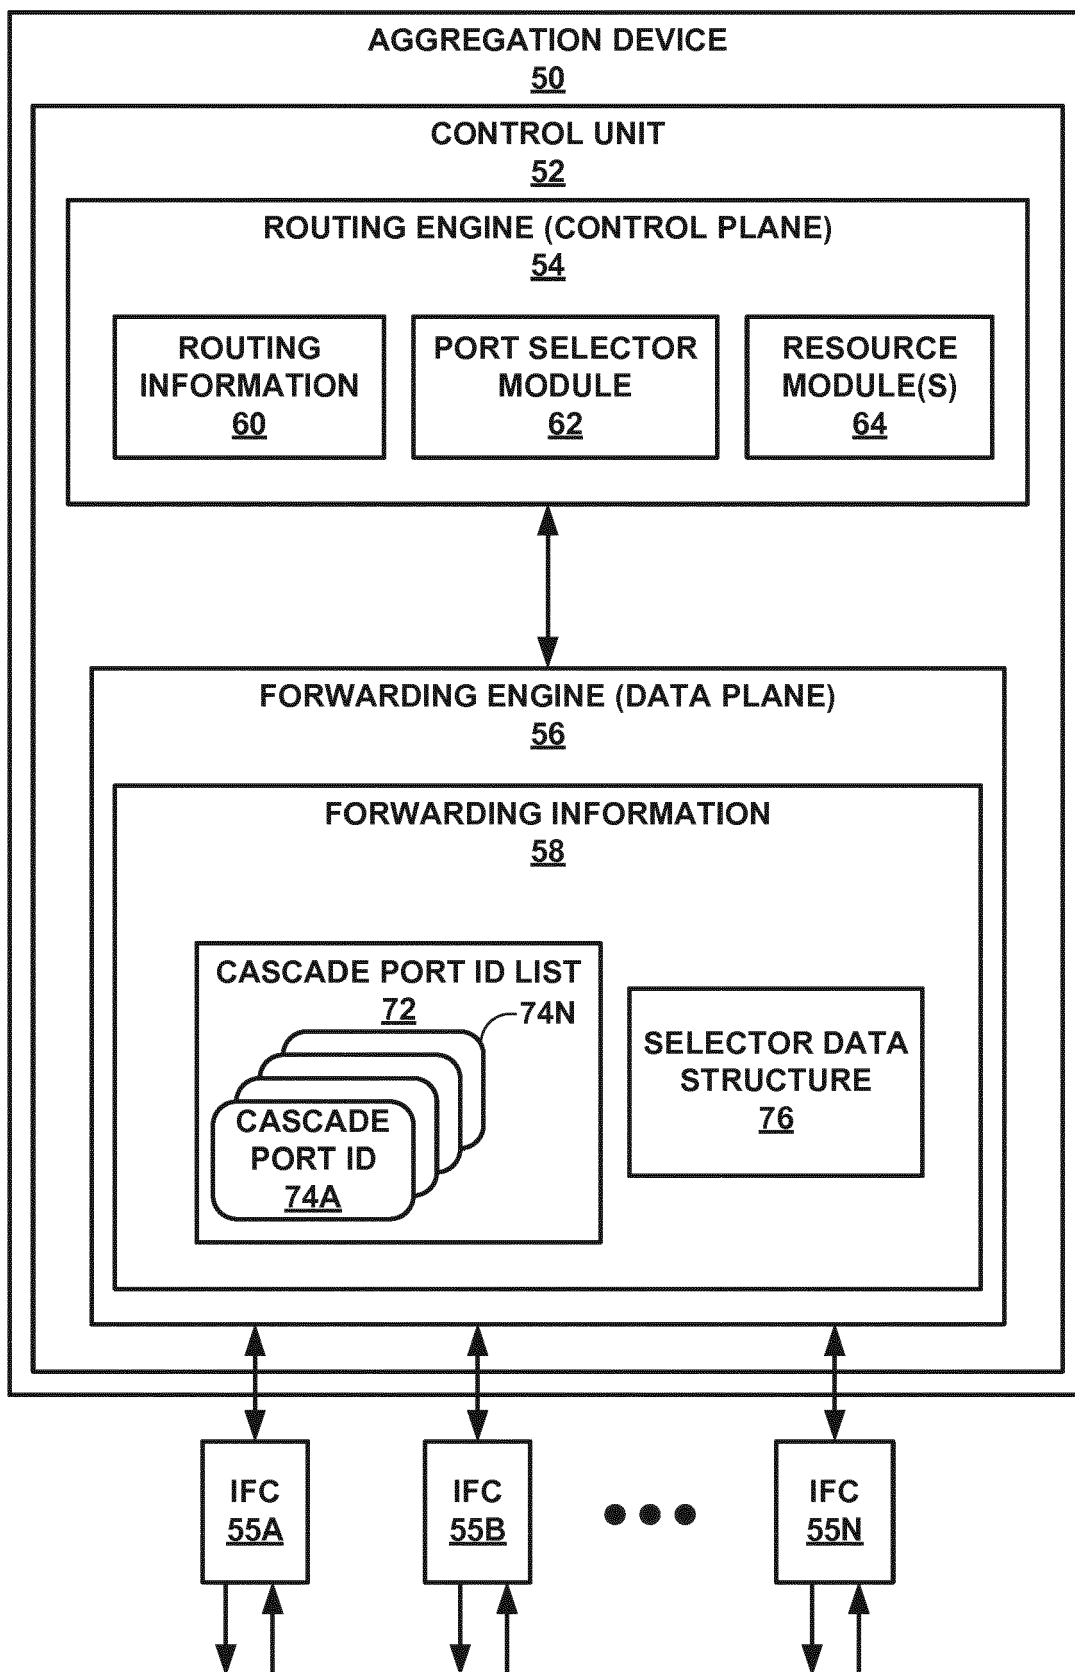 AGGREGATION DEVICE
50
CONTROL UNIT
52
ROUTING ENGINE (CONTROL PLANE)
54
ROUTING
INFORMATION
60
PORT SELECTOR
MODULE
62
RESOURCE
MODULE(S)
64
FORWARDING ENGINE (DATA PLANE)
56
FORWARDING INFORMATION
58
CASCADE PORT ID LIST
72
74N
CASCADE
PORT ID
74A
SELECTOR DATA
STRUCTURE
76
IFC
55A
IFC
55B
IFC
55N